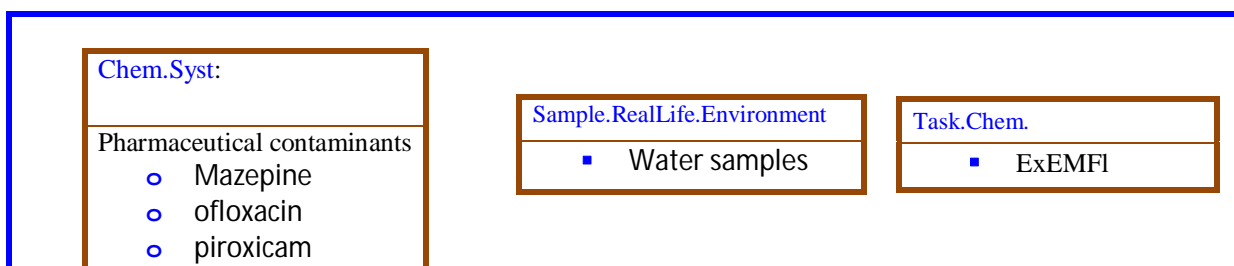 Chem.Syst:
Pharmaceutical contaminants
o Mazepine
o ofloxacin
o piroxicam
Sample.RealLife.Environment
▪ Water samples
Task.Chem.
▪ ExEMFl